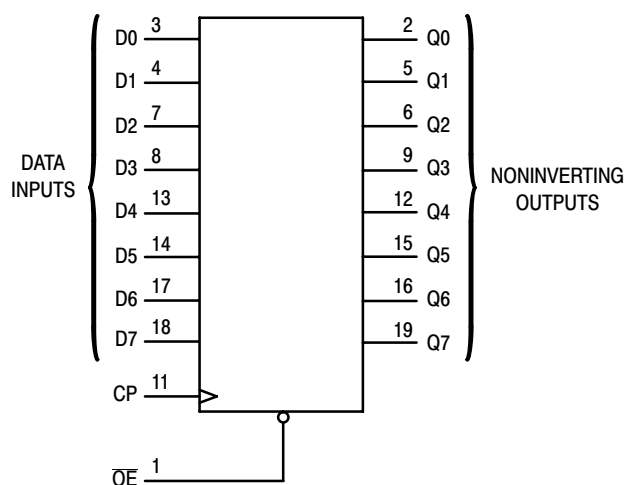 D0 3 2 Q0
D1 4 5 Q1
D2 7 6 Q2
D3 8 9 Q3
DATA
INPUTS
NONINVERTING
OUTPUTS
D4 13 12 Q4
D5 14 15 Q5
D6 17 16 Q6
D7 18 19 Q7
CP 11
O̅E̅ 1